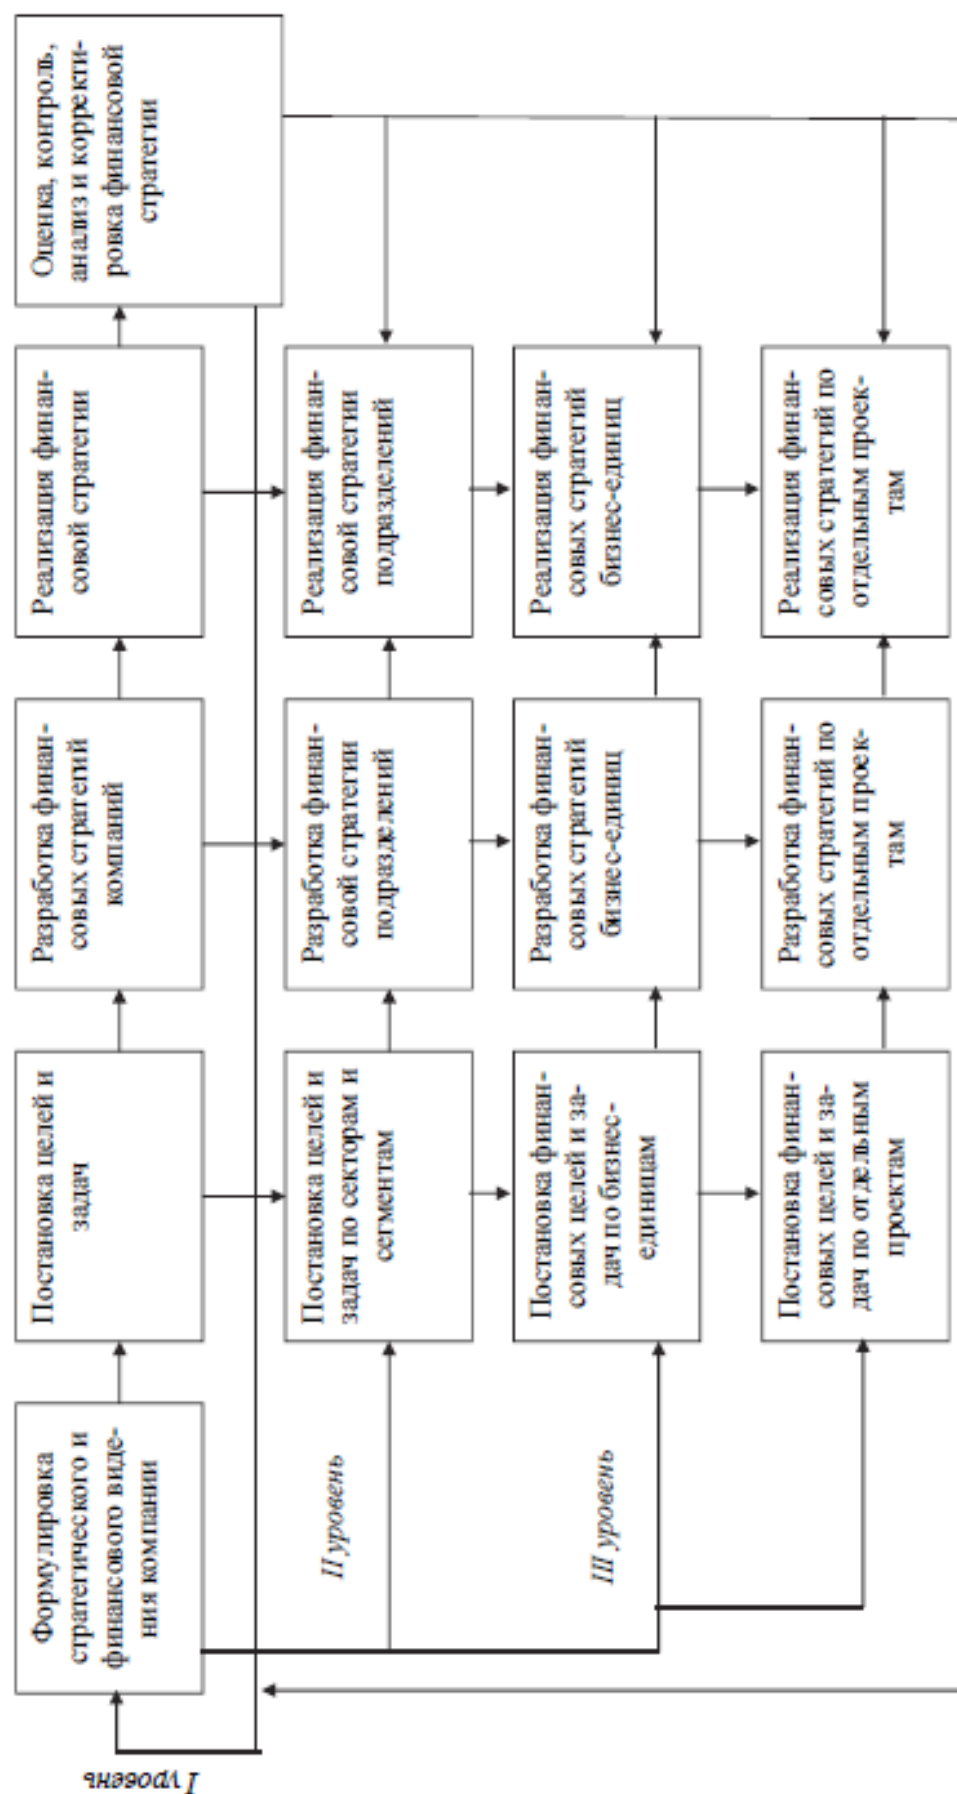 I уровень
Формулировка
стратегического и
финансового виде-
ния компании
Постановка целей и
задач
Разработка финан-
совых стратегий
компаний
Реализация финан-
совой стратегии
Оценка, контроль,
анализ и корректи-
ровка финансовой
стратегии
II уровень
Постановка целей и
задач по секторам и
сегментам
Разработка финан-
совой стратегии
подразделений
Реализация финан-
совой стратегии
подразделений
III уровень
Постановка финан-
совых целей и за-
дач по бизнес-
единицам
Разработка финан-
совых стратегий
бизнес-единиц
Реализация финан-
совых стратегий
бизнес-единиц
Постановка финан-
совых целей и за-
дач по отдельным
проектам
Разработка финан-
совых стратегий по
отдельным проек-
там
Реализация финан-
совых стратегий по
отдельным проек-
там